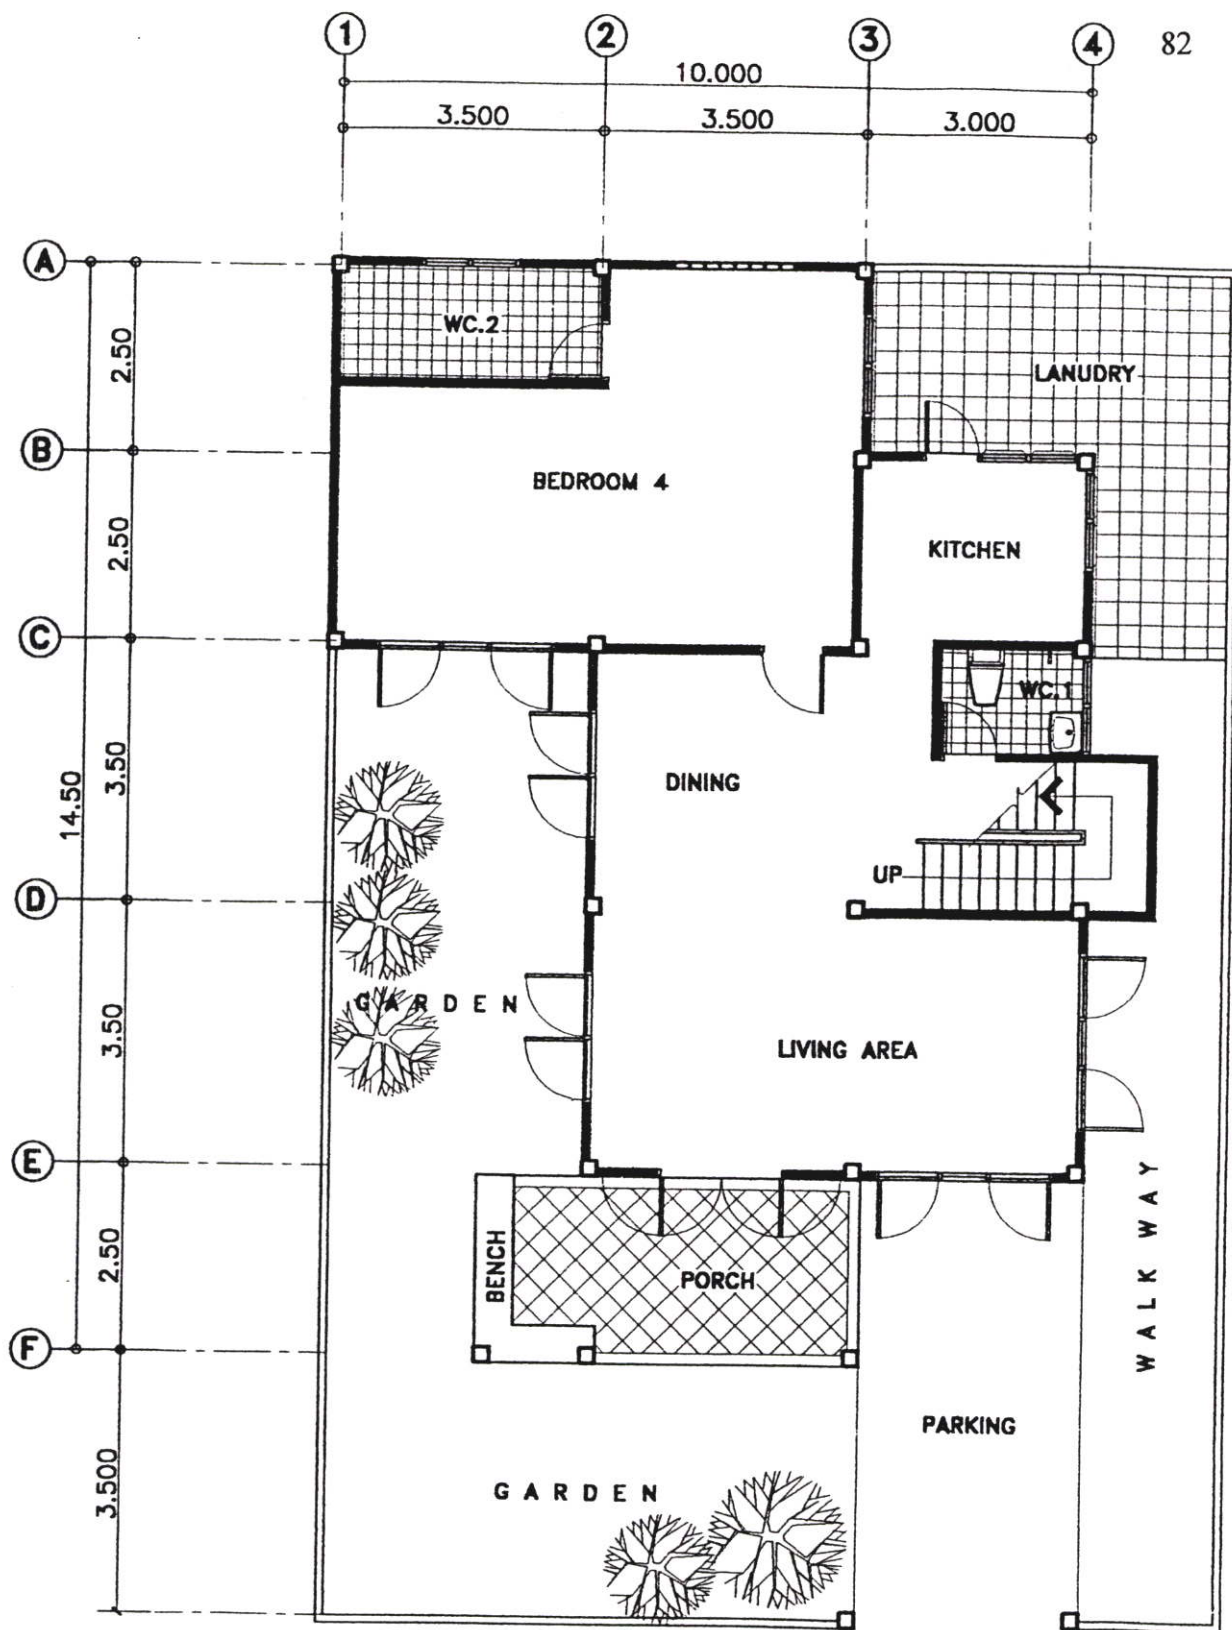 1 2 3 4 82
10.000
3.500 3.500 3.000
A
WC.2
2.50
LANUDRY
B
BEDROOM 4
2.50
KITCHEN
C
WC.1
3.50
DINING
14.50
UP
D
GARDEN
3.50
LIVING AREA
E
WALK WAY
2.50
BENCH
PORCH
F
PARKING
3.500
GARDEN